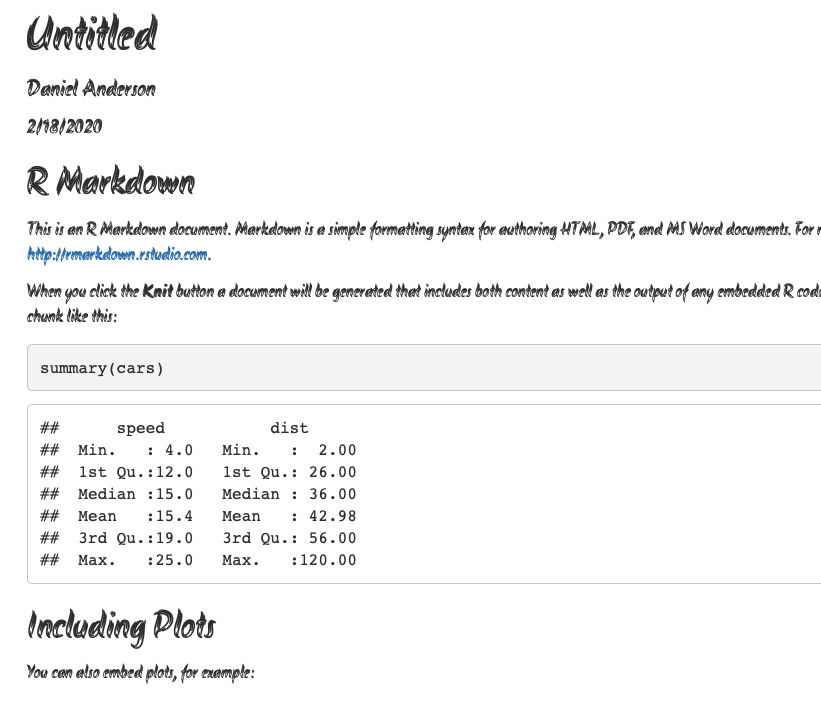 Untitled
Daniel Anderson
2/18/2020
R Markdown
This is an R Markdown document. Markdown is a simple formatting syntax for authoring HTML, PDF, and MS Word documents. For
http://rmarkdown.rstudio.com.
When you click the Knit button a document will be generated that includes both content as well as the output of any embedded R
chunk like this:
summary(cars)
##      speed           dist
##  Min.   : 4.0   Min.   :  2.00
##  1st Qu.:12.0   1st Qu.: 26.00
##  Median :15.0   Median : 36.00
##  Mean   :15.4   Mean   : 42.98
##  3rd Qu.:19.0   3rd Qu.: 56.00
##  Max.   :25.0   Max.   :120.00
Including Plots
You can also embed plots, for example: